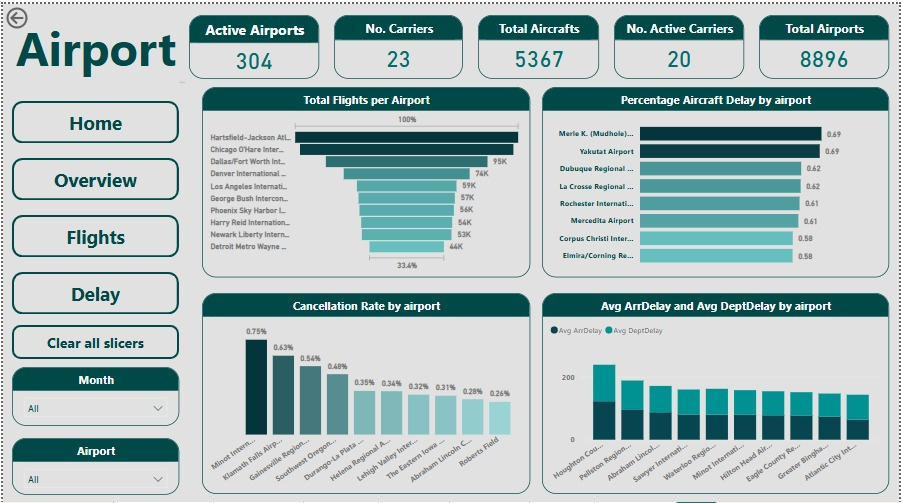 Airport
Active Airports
304
No. Carriers
23
Total Aircrafts
5367
No. Active Carriers
20
Total Airports
8896
Home
Overview
Flights
Delay
Clear all slicers
Month
All
Airport
All
Total Flights per Airport
100%
Hartsfield-Jackson Atl...
Chicago O'Hare Inter...
Dallas/Fort Worth Int... 95K
Denver International ... 74K
Los Angeles Internati... 59K
George Bush Intercon... 57K
Phoenix Sky Harbor I... 56K
Harry Reid Internation... 54K
Newark Liberty Intern... 53K
Detroit Metro Wayne ... 44K
33.4%
Percentage Aircraft Delay by airport
Merle K. (Mudhole)... 0.69
Yakutat Airport 0.69
Dubuque Regional ... 0.62
La Crosse Regional ... 0.62
Rochester Internati... 0.61
Mercedita Airport 0.61
Corpus Christi Inter... 0.58
Elmira/Corning Re... 0.58
Cancellation Rate by airport
0.75%
0.63%
0.54%
0.48%
0.35%
0.34%
0.32%
0.31%
0.28%
0.26%
Minot Intern...
Klamath Falls Airp...
Gainesville Region...
Southwest Oregon...
Durango-La Plata ...
Helena Regional A...
Lehigh Valley Inter...
The Eastern Iowa ...
Abraham Lincoln C...
Roberts Field
Avg ArrDelay and Avg DeptDelay by airport
Avg ArrDelay Avg DeptDelay
200
0
Houghton Cou...
Pellston Region...
Abraham Lincol...
Sawyer Internati...
Waterloo Regio...
Minot Internati...
Hilton Head Air...
Eagle County Re...
Greater Bingha...
Atlantic City Int...